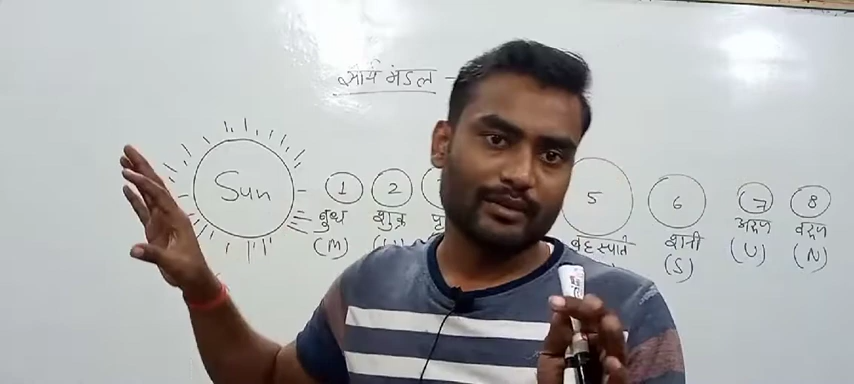 सौर्य मंडल -
Sun
1 2 5 6 7 8
बुध शुक्र पृ बृहस्पति शनी अरुण वरुण
(M) (S) (U) (N)